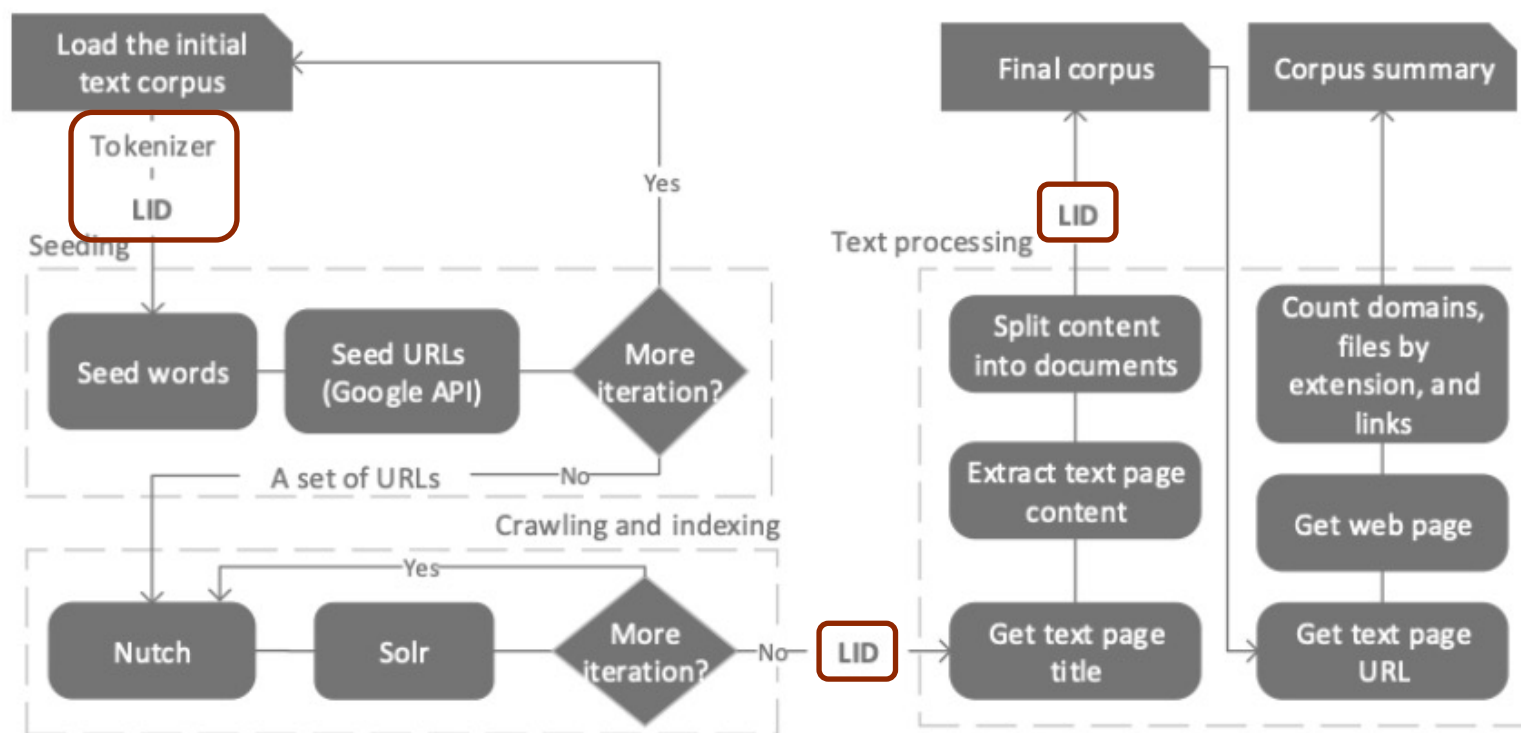 Load the initial
text corpus
Tokenizer
LID
Seeding
Seed words
Seed URLs
(Google API)
More
iteration?
Yes
No
A set of URLs
Crawling and indexing
Yes
Nutch
Solr
More
iteration?
No
LID
Final corpus
Corpus summary
LID
Text processing
Split content
into documents
Extract text page
content
Get text page
title
Count domains,
files by
extension, and
links
Get web page
Get text page
URL